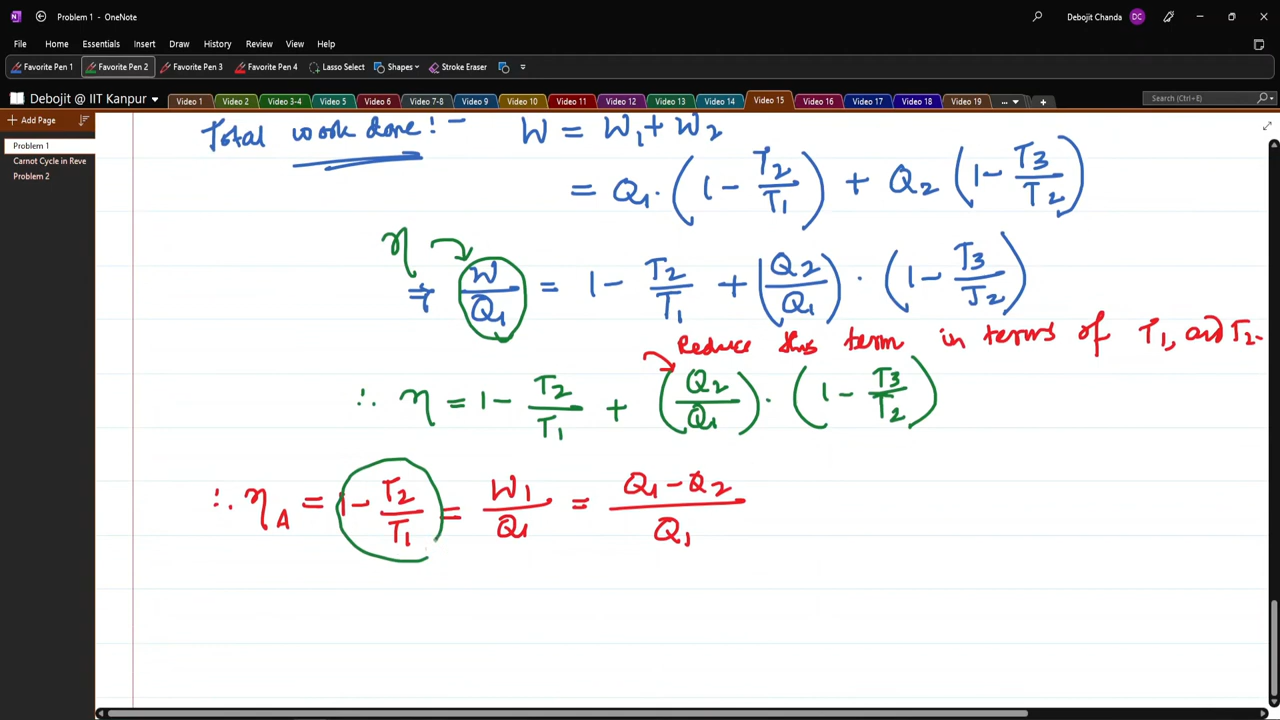 Problem 1 - OneNote
Debojit Chanda DC
File Home Essentials Insert Draw History Review View Help
Favorite Pen 1 Favorite Pen 2 Favorite Pen 3 Favorite Pen 4 Lasso Select Shapes Stroke Eraser
Debojit @ IIT Kanpur Video 1 Video 2 Video 3-4 Video 5 Video 6 Video 7-8 Video 9 Video 10 Video 11 Video 12 Video 13 Video 14 Video 15 Video 16 Video 17 Video 18 Video 19 ... + Search (Ctrl+E)
+ Add Page
Problem 1
Carnot Cycle in Reve
Problem 2
Total work done:- W = W₁ + W₂
= Q₁ · (1 - T₂/T₁) + Q₂ (1 - T₃/T₂)
η
⇒ W/Q₁ = 1 - T₂/T₁ + (Q₂/Q₁) · (1 - T₃/T₂)
Reduce this term in terms of T₁, and T₂.
∴ η = 1 - T₂/T₁ + (Q₂/Q₁) · (1 - T₃/T₂)
∴ η_A = 1 - T₂/T₁ = W₁/Q₁ = (Q₁ - Q₂)/Q₁